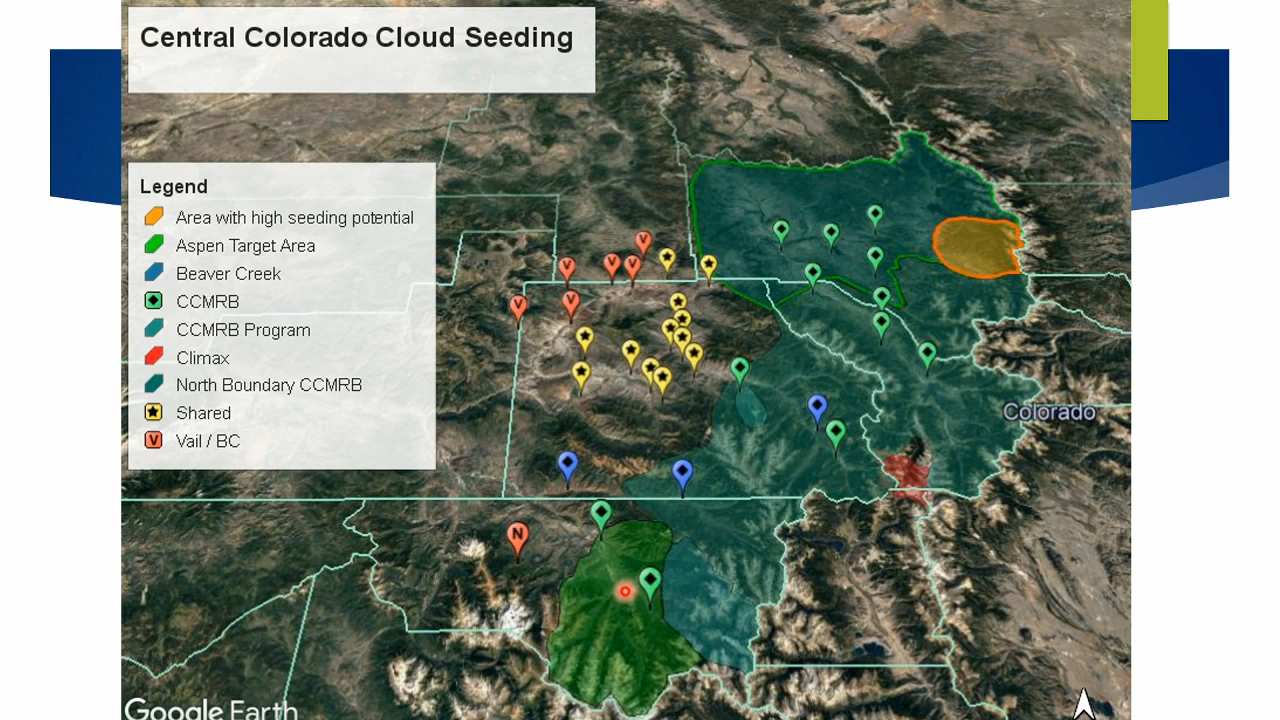 Central Colorado Cloud Seeding
Legend
Area with high seeding potential
Aspen Target Area
Beaver Creek
CCMRB
CCMRB Program
Climax
North Boundary CCMRB
Shared
V Vail / BC
V
V
V
V
V
V
V
Colorado
N
Google Earth